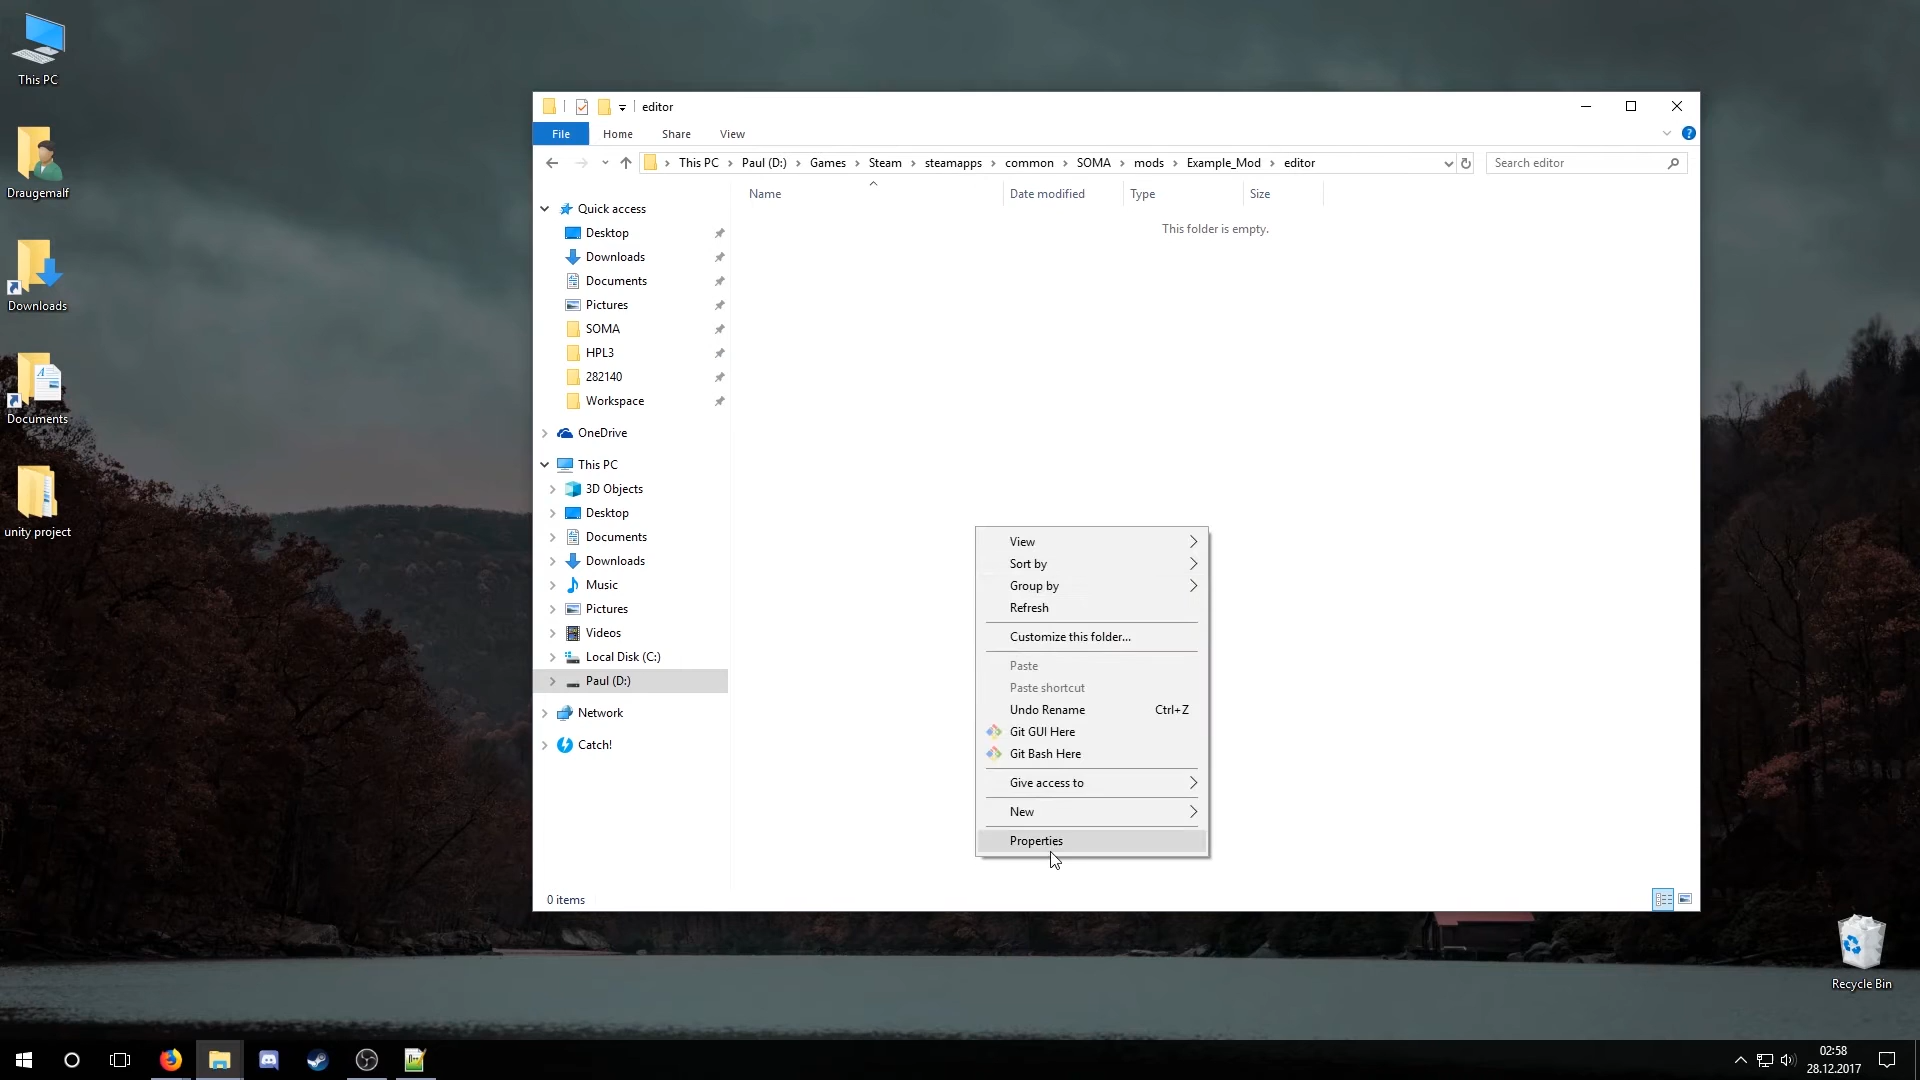 This PC
Draugemalf
Downloads
Documents
unity project
Recycle Bin
editor
File Home Share View
This PC Paul (D:) Games Steam steamapps common SOMA mods Example_Mod editor
Search editor
Name Date modified Type Size
This folder is empty.
Quick access
Desktop
Downloads
Documents
Pictures
SOMA
HPL3
282140
Workspace
OneDrive
This PC
3D Objects
Desktop
Documents
Downloads
Music
Pictures
Videos
Local Disk (C:)
Paul (D:)
Network
Catch!
0 items
View
Sort by
Group by
Refresh
Customize this folder...
Paste
Paste shortcut
Undo Rename Ctrl+Z
Git GUI Here
Git Bash Here
Give access to
New
Properties
02:58
28.12.2017